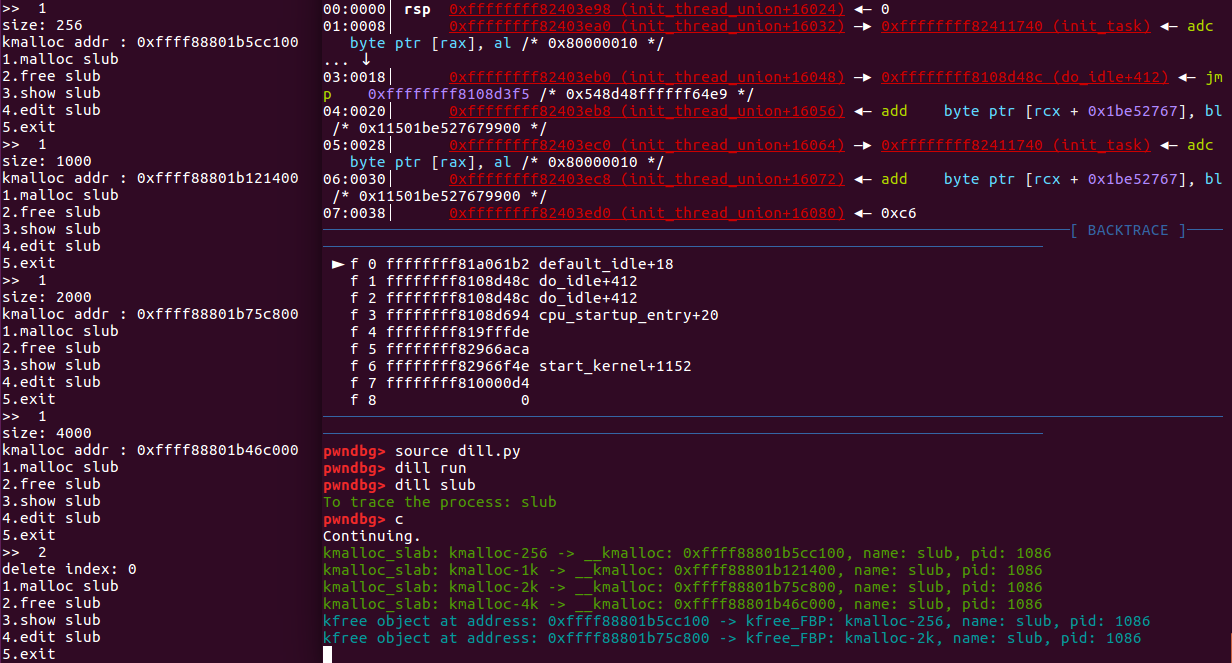 >>  1
size: 256
kmalloc addr : 0xffff88801b5cc100
1.malloc slub
2.free slub
3.show slub
4.edit slub
5.exit
>>  1
size: 1000
kmalloc addr : 0xffff88801b121400
1.malloc slub
2.free slub
3.show slub
4.edit slub
5.exit
>>  1
size: 2000
kmalloc addr : 0xffff88801b75c800
1.malloc slub
2.free slub
3.show slub
4.edit slub
5.exit
>>  1
size: 4000
kmalloc addr : 0xffff88801b46c000
1.malloc slub
2.free slub
3.show slub
4.edit slub
5.exit
>>  2
delete index: 0
1.malloc slub
2.free slub
3.show slub
4.edit slub
5.exit
00:0000│  rsp  0xffffffff82403e98 (init_thread_union+16024) ◂— 0
01:0008│       0xffffffff82403ea0 (init_thread_union+16032) —▸ 0xffffffff82411740 (init_task) ◂— adc
   byte ptr [rax], al /* 0x80000010 */
... ↓
03:0018│       0xffffffff82403eb0 (init_thread_union+16048) —▸ 0xffffffff8108d48c (do_idle+412) ◂— jm
p    0xffffffff8108d3f5 /* 0x548d48ffffff64e9 */
04:0020│       0xffffffff82403eb8 (init_thread_union+16056) ◂— add    byte ptr [rcx + 0x1be52767], bl
 /* 0x11501be527679900 */
05:0028│       0xffffffff82403ec0 (init_thread_union+16064) —▸ 0xffffffff82411740 (init_task) ◂— adc
   byte ptr [rax], al /* 0x80000010 */
06:0030│       0xffffffff82403ec8 (init_thread_union+16072) ◂— add    byte ptr [rcx + 0x1be52767], bl
 /* 0x11501be527679900 */
07:0038│       0xffffffff82403ed0 (init_thread_union+16080) ◂— 0xc6
[ BACKTRACE ]
► f 0 ffffffff81a061b2 default_idle+18
f 1 ffffffff8108d48c do_idle+412
f 2 ffffffff8108d48c do_idle+412
f 3 ffffffff8108d694 cpu_startup_entry+20
f 4 ffffffff819fffde
f 5 ffffffff82966aca
f 6 ffffffff82966f4e start_kernel+1152
f 7 ffffffff810000d4
f 8                0
pwndbg> source dill.py
pwndbg> dill run
pwndbg> dill slub
To trace the process: slub
pwndbg> c
Continuing.
kmalloc_slab: kmalloc-256 -> __kmalloc: 0xffff88801b5cc100, name: slub, pid: 1086
kmalloc_slab: kmalloc-1k -> __kmalloc: 0xffff88801b121400, name: slub, pid: 1086
kmalloc_slab: kmalloc-2k -> __kmalloc: 0xffff88801b75c800, name: slub, pid: 1086
kmalloc_slab: kmalloc-4k -> __kmalloc: 0xffff88801b46c000, name: slub, pid: 1086
kfree object at address: 0xffff88801b5cc100 -> kfree_FBP: kmalloc-256, name: slub, pid: 1086
kfree object at address: 0xffff88801b75c800 -> kfree_FBP: kmalloc-2k, name: slub, pid: 1086